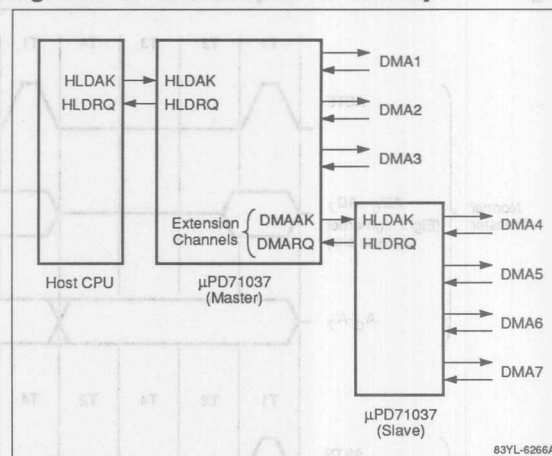 HLDAK HLDAK DMA1
HLDRQ HLDRQ
DMA2
DMA3
Extension Channels DMAAK HLDAK DMA4
DMARQ HLDRQ
DMA5
Host CPU μPD71037 (Master)
DMA6
DMA7
μPD71037 (Slave)
83YL-6266A